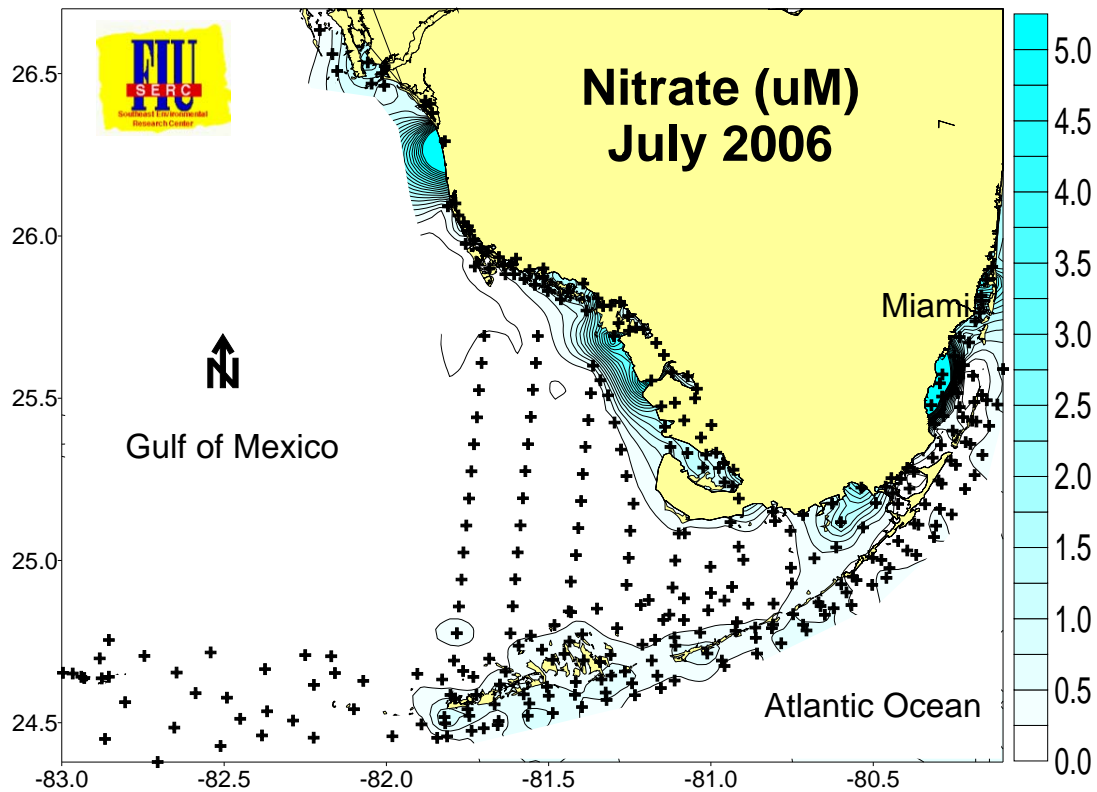 FIU
SERC
Southeast Environmental
Research Center
Nitrate (uM)
July 2006
Miami
Gulf of Mexico
Atlantic Ocean
N
26.5
26.0
25.5
25.0
24.5
-83.0
-82.5
-82.0
-81.5
-81.0
-80.5
5.0
4.5
4.0
3.5
3.0
2.5
2.0
1.5
1.0
0.5
0.0